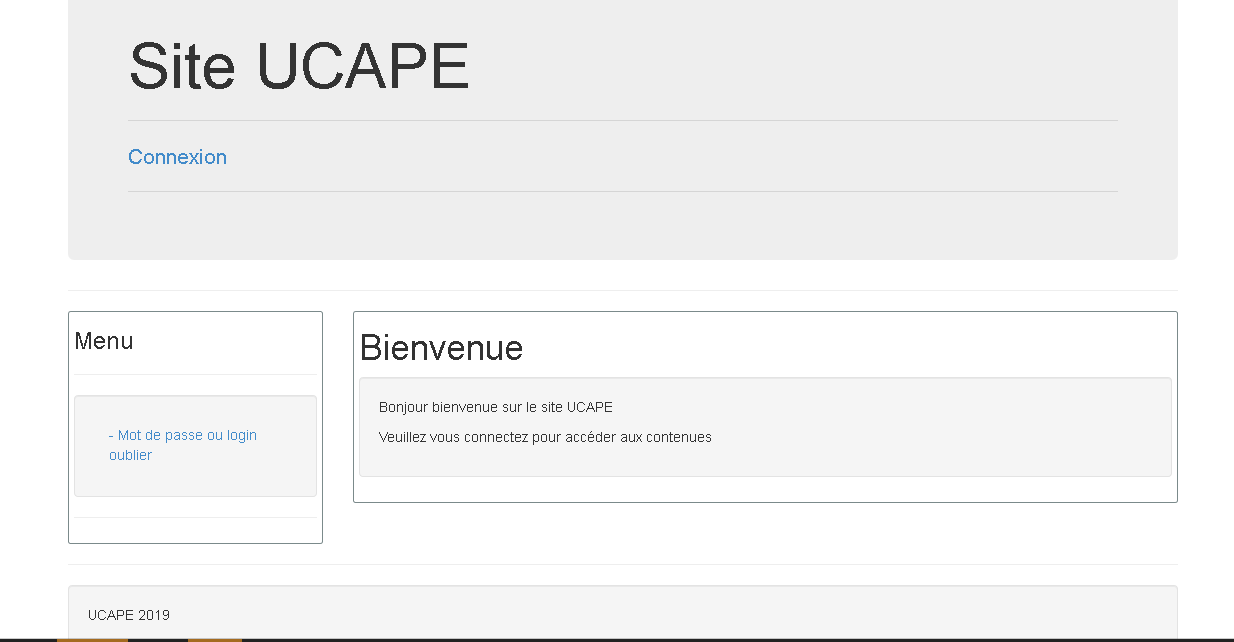 Site UCAPE
Connexion
Menu
- Mot de passe ou login
oublier
Bienvenue
Bonjour bienvenue sur le site UCAPE
Veuillez vous connectez pour accéder aux contenues
UCAPE 2019